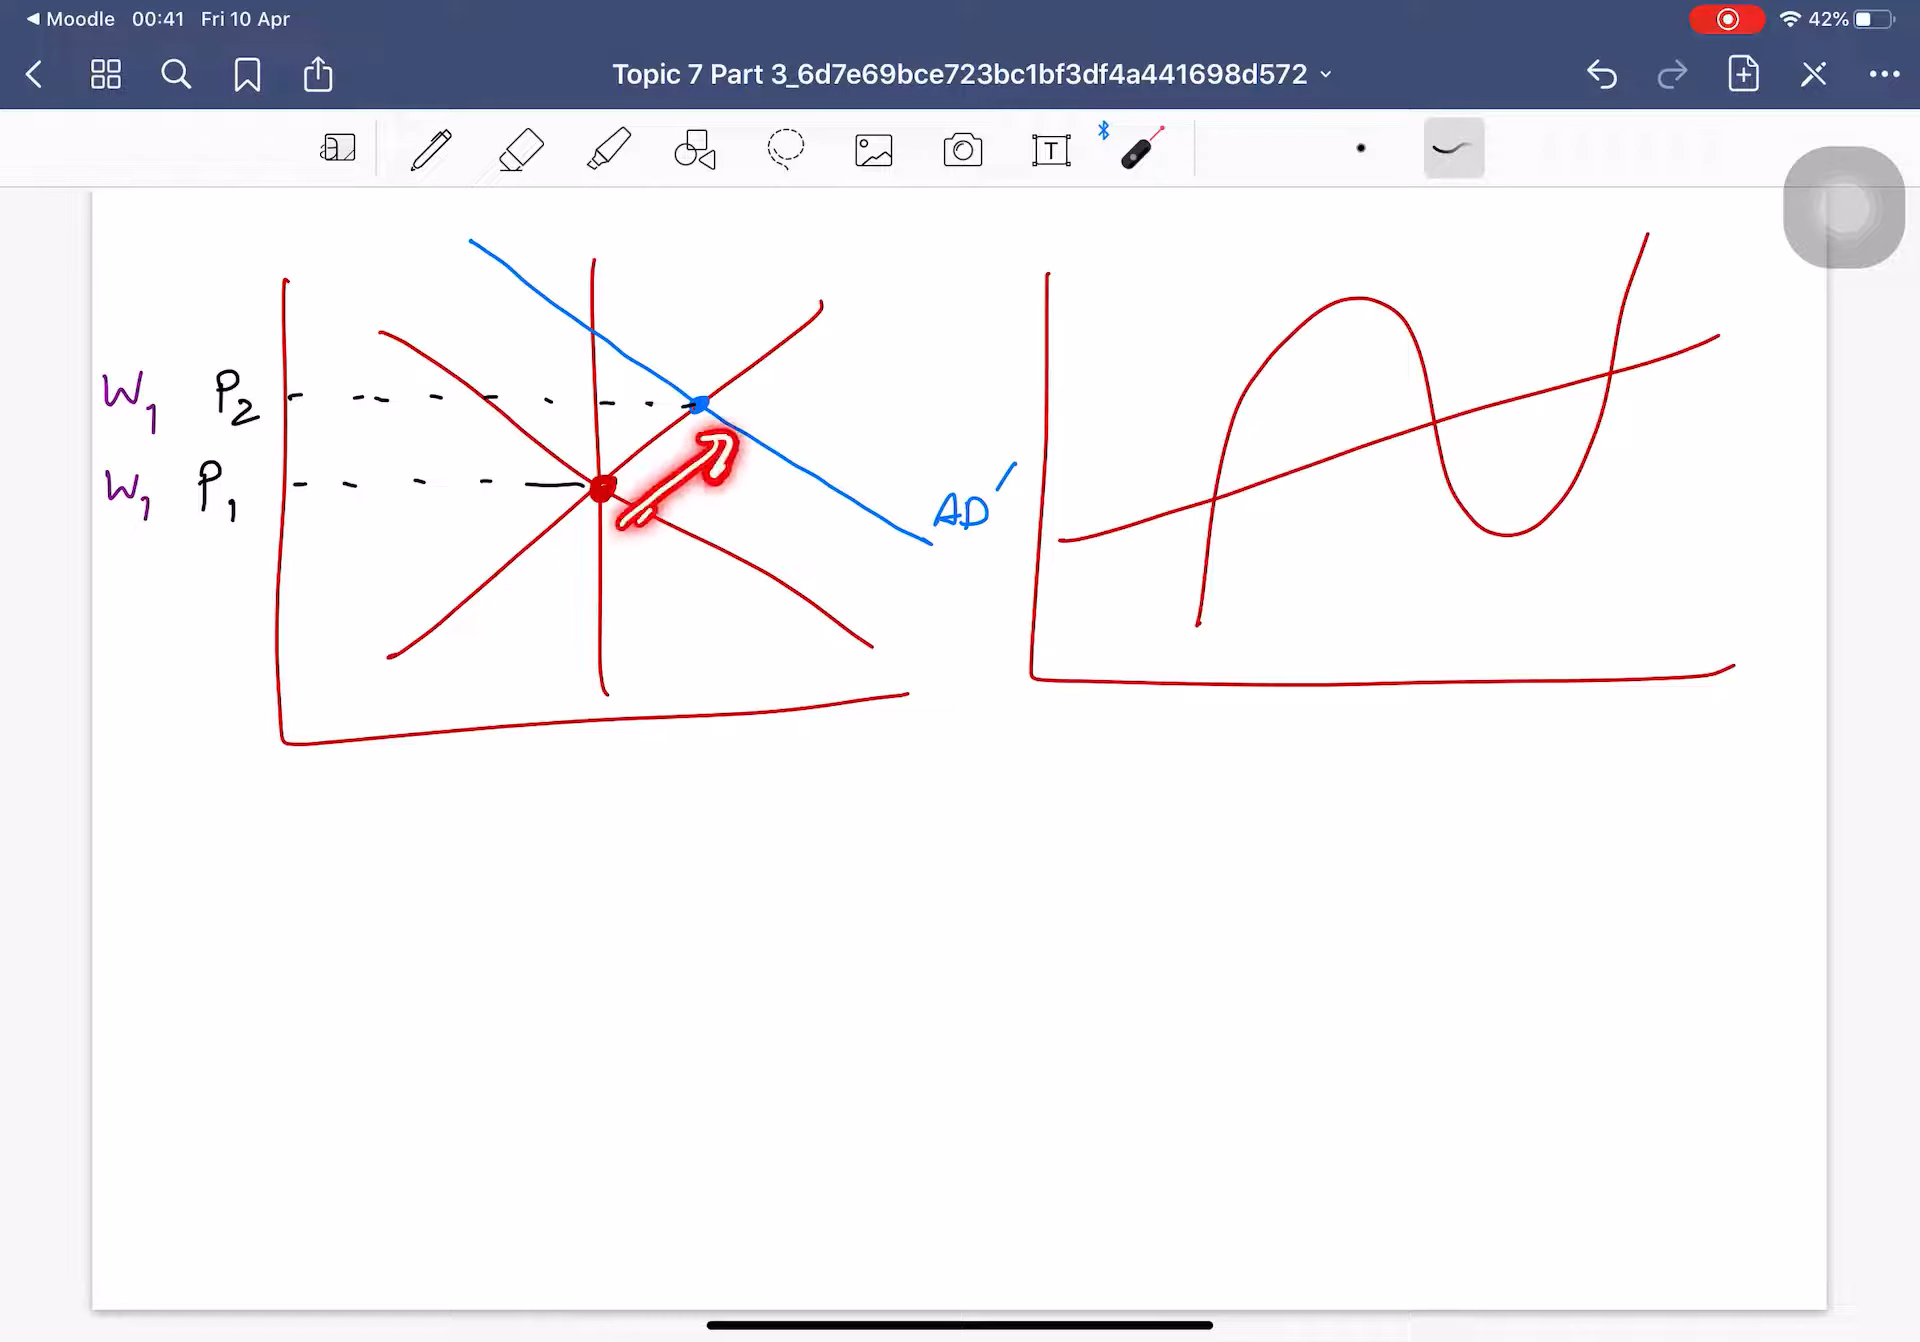 Moodle 00:41 Fri 10 Apr 42%
Topic 7 Part 3_6d7e69bce723bc1bf3df4a441698d572
a
T
W1 P2
W1 P1
AD'